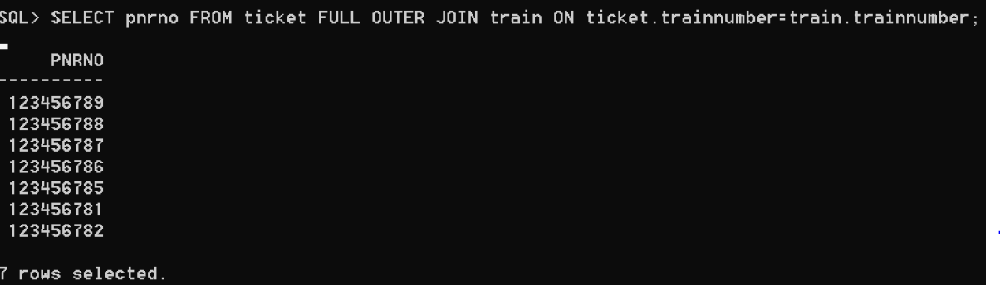 SQL> SELECT pnrno FROM ticket FULL OUTER JOIN train ON ticket.trainnumber=train.trainnumber;
PNRNO
----------
123456789
123456788
123456787
123456786
123456785
123456781
123456782
7 rows selected.